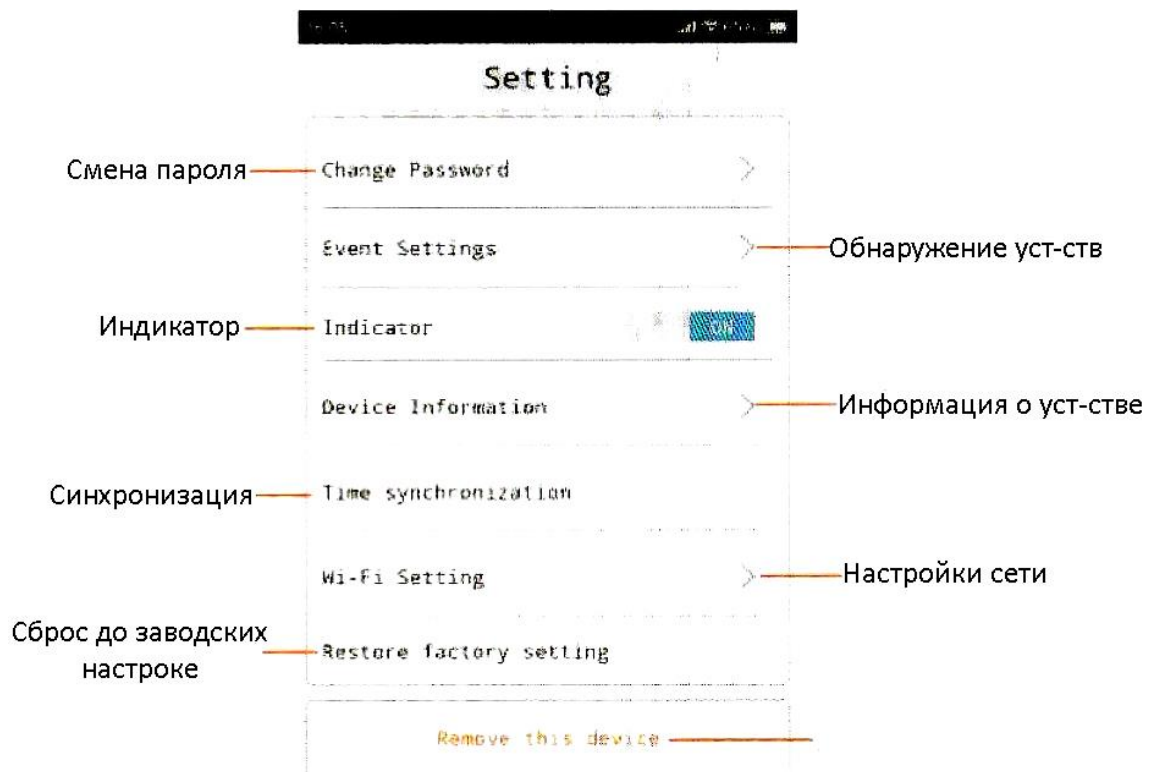 Setting
Смена пароля
Change Password
Event Settings
Обнаружение уст-ств
Индикатор
Indicator
ON
Device Information
Информация о уст-стве
Синхронизация
Time synchronization
Wi-Fi Setting
Настройки сети
Сброс до заводских
настроке
Restore factory setting
Remove this device